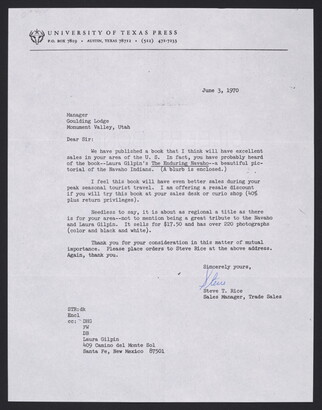 UNIVERSITY OF TEXAS PRESS
P.O. BOX 7819 • AUSTIN, TEXAS 78712 • (512) 471-7233
June 3, 1970
Manager
Goulding Lodge
Monument Valley, Utah
Dear Sir:
We have published a book that I think will have excellent
sales in your area of the U. S. In fact, you have probably heard
of the book--Laura Gilpin's The Enduring Navaho--a beautiful pic-
torial of the Navaho Indians. (A blurb is enclosed.)
I feel this book will have even better sales during your
peak seasonal tourist travel. I am offering a resale discount
if you will try this book at your sales desk or curio shop (40%
plus return privileges).
Needless to say, it is about as regional a title as there
is for your area--not to mention being a great tribute to the Navaho
and Laura Gilpin. It sells for $17.50 and has over 220 photographs
(color and black and white).
Thank you for your consideration in this matter of mutual
importance. Please place orders to Steve Rice at the above address.
Again, thank you.
Sincerely yours,
Steve
Steve T. Rice
Sales Manager, Trade Sales
STR:dt
Encl
cc:
FW
DB
Laura Gilpin
409 Camino del Monte Sol
Santa Fe, New Mexico 87501